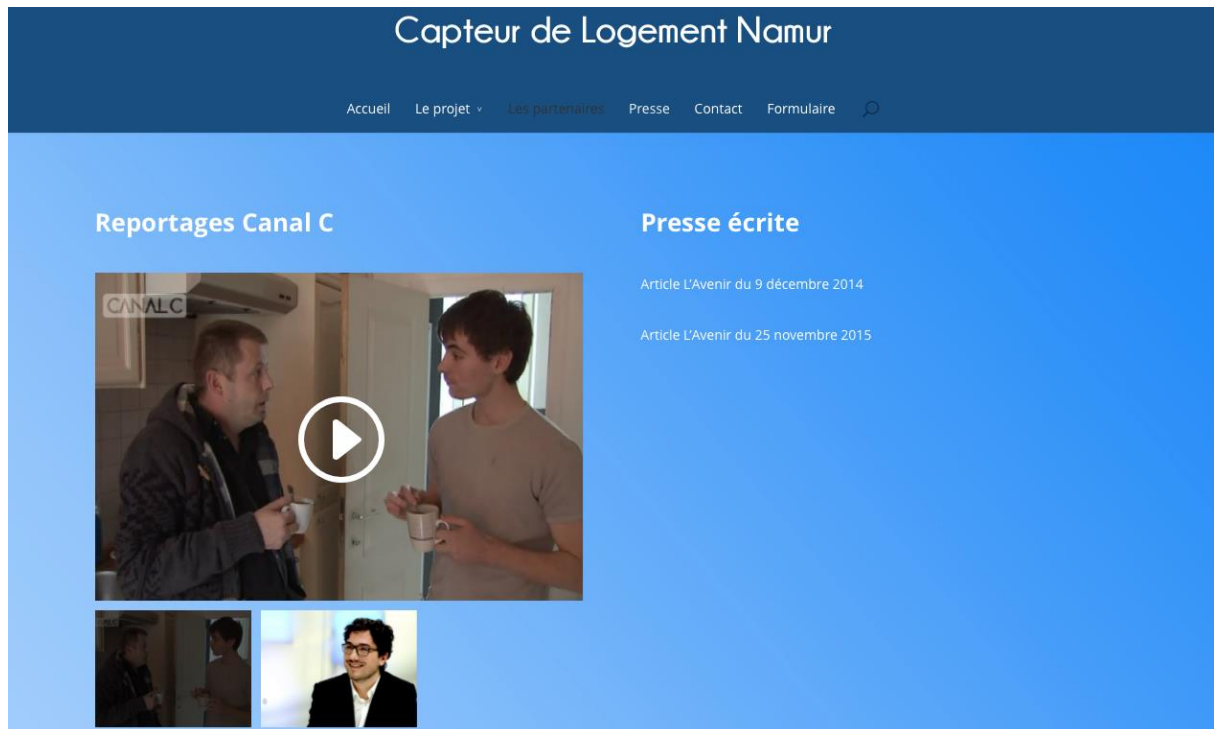 Capteur de Logement Namur
Accueil Le projet Les partenaires Presse Contact Formulaire
Reportages Canal C
Presse écrite
CANAL C
Article L'Avenir du 9 décembre 2014
Article L'Avenir du 25 novembre 2015